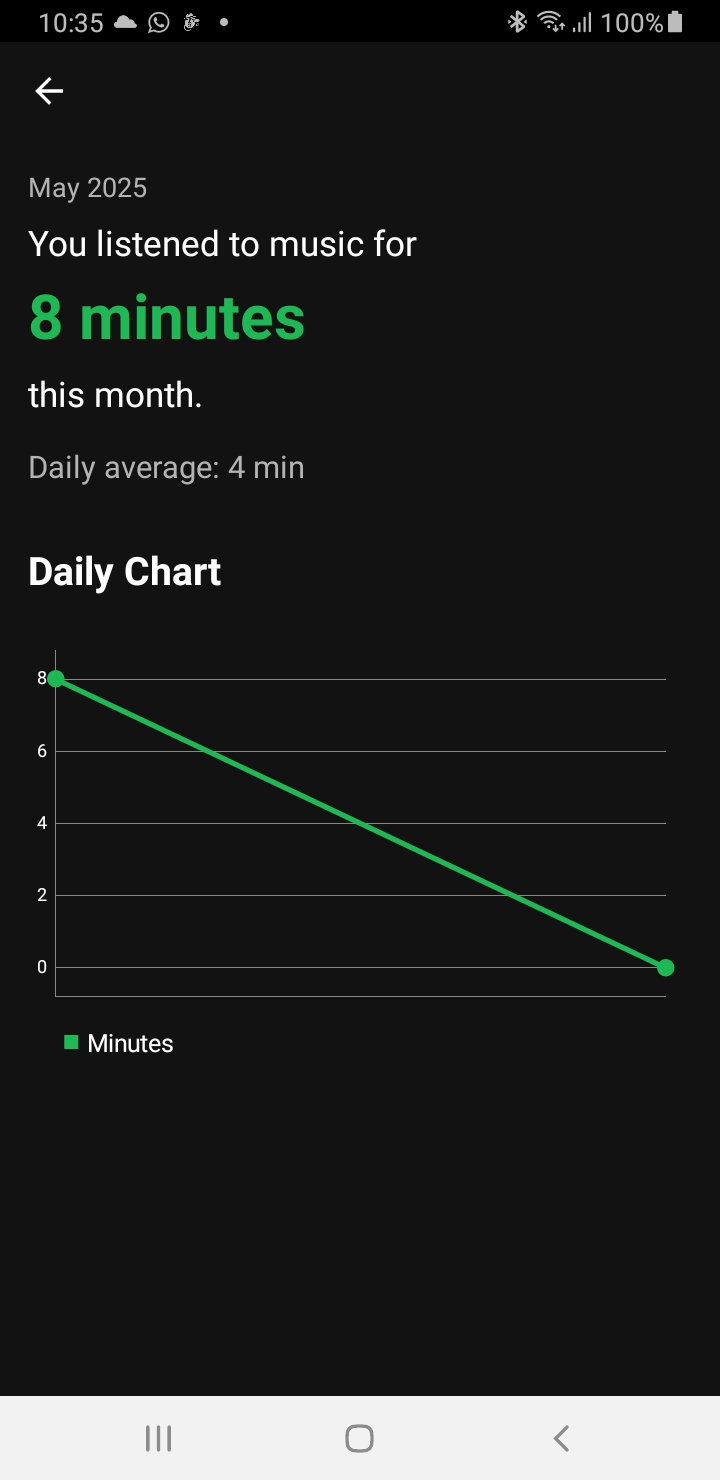 10:35 100%
May 2025
You listened to music for
8 minutes
this month.
Daily average: 4 min
Daily Chart
8
6
4
2
0
Minutes